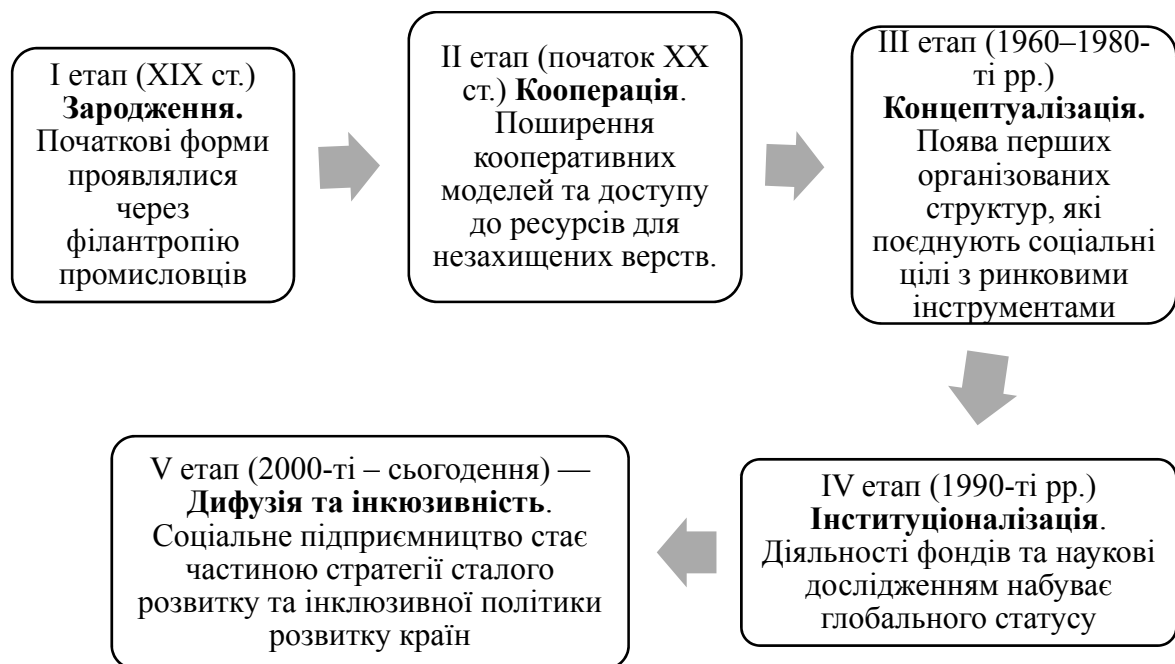 І етап (XIX ст.)
Зародження.
Початкові форми
проявлялися
через
філантропію
промисловців
ІІ етап (початок XX
ст.) Кооперація.
Поширення
кооперативних
моделей та доступу
до ресурсів для
незахищених верств.
ІІІ етап (1960–1980-
ті рр.)
Концептуалізація.
Поява перших
організованих
структур, які
поєднують соціальні
цілі з ринковими
інструментами
IV етап (1990-ті рр.)
Інституціоналізація.
Діяльності фондів та наукові
дослідженням набуває
глобального статусу
V етап (2000-ті – сьогодення) —
Дифузія та інкюзивність.
Соціальне підприємництво стає
частиною стратегії сталого
розвитку та інклюзивної політики
розвитку країн